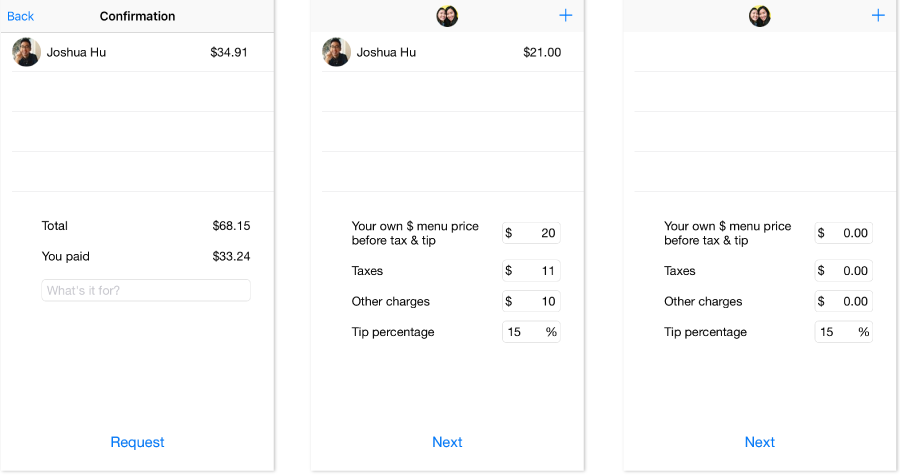 Back Confirmation
Joshua Hu $34.91
Total $68.15
You paid $33.24
What's it for?
Request
+
Joshua Hu $21.00
Your own $ menu price
before tax & tip $ 20
Taxes $ 11
Other charges $ 10
Tip percentage 15 %
Next
+
Your own $ menu price
before tax & tip $ 0.00
Taxes $ 0.00
Other charges $ 0.00
Tip percentage 15 %
Next